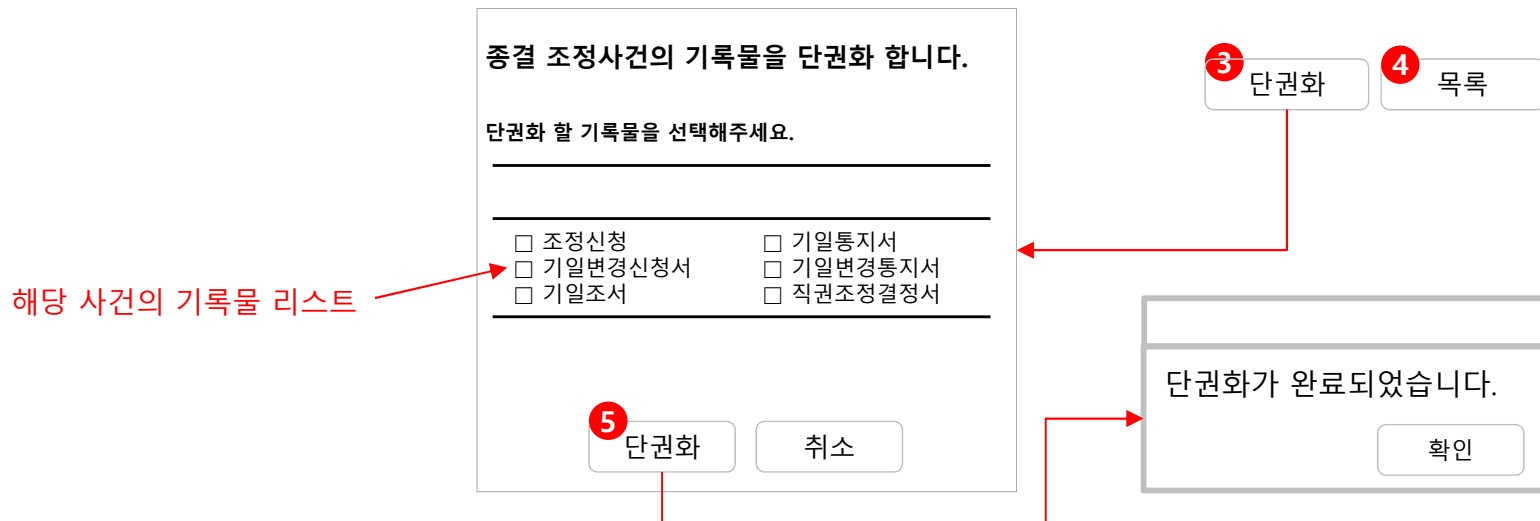 종결 조정사건의 기록물을 단권화 합니다.
단권화 할 기록물을 선택해주세요.
□ 조정신청
□ 기일통지서
□ 기일변경신청서
□ 기일변경통지서
□ 기일조서
□ 직권조정결정서
해당 사건의 기록물 리스트
5
단권화
취소
3
단권화
4
목록
단권화가 완료되었습니다.
확인